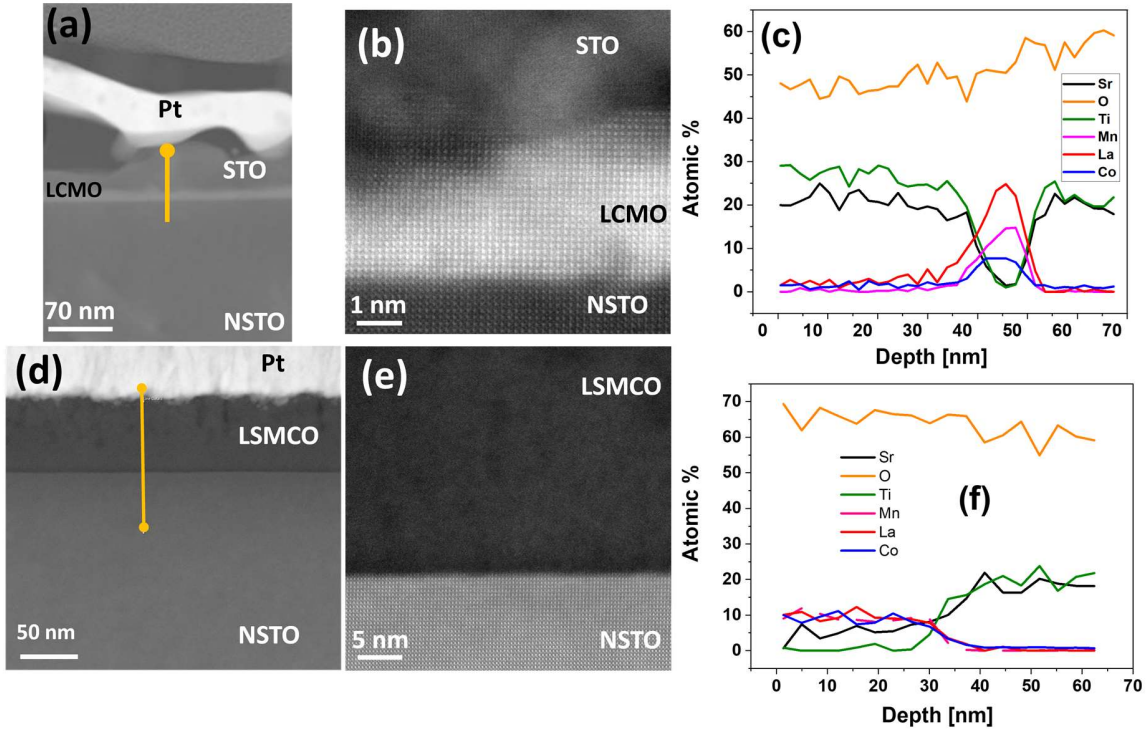 (a)
Pt
STO
LCMO
70 nm
NSTO
(b)
STO
LCMO
1 nm
NSTO
(c)
Atomic %
60
50
40
30
20
10
0
Sr
O
Ti
Mn
La
Co
0 10 20 30 40 50 60 70
Depth [nm]
(d)
Pt
LSMCO
50 nm
NSTO
(e)
LSMCO
5 nm
NSTO
(f)
Atomic %
70
60
50
40
30
20
10
0
Sr
O
Ti
Mn
La
Co
0 10 20 30 40 50 60 70
Depth [nm]